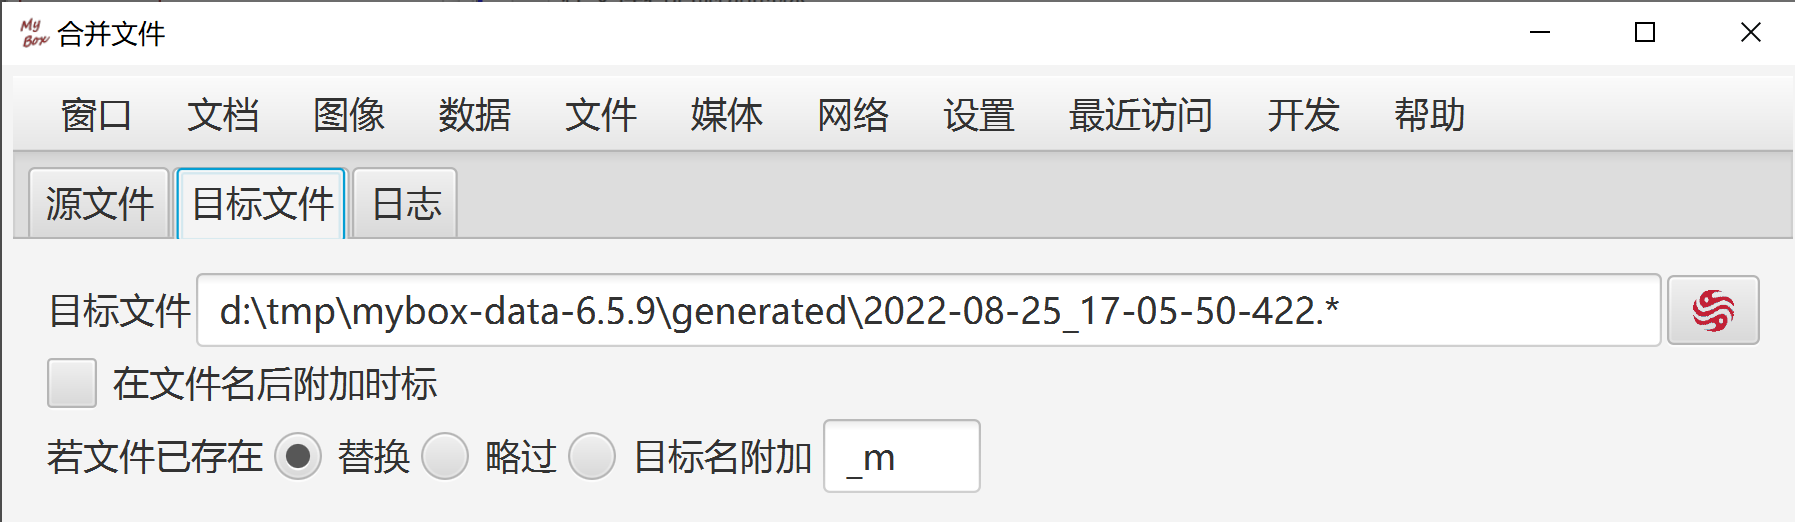 My Box 合并文件
窗口 文档 图像 数据 文件 媒体 网络 设置 最近访问 开发 帮助
源文件 目标文件 日志
目标文件 d:\tmp\mybox-data-6.5.9\generated\2022-08-25_17-05-50-422.*
在文件名后附加时标
若文件已存在 替换 略过 目标名附加 _m